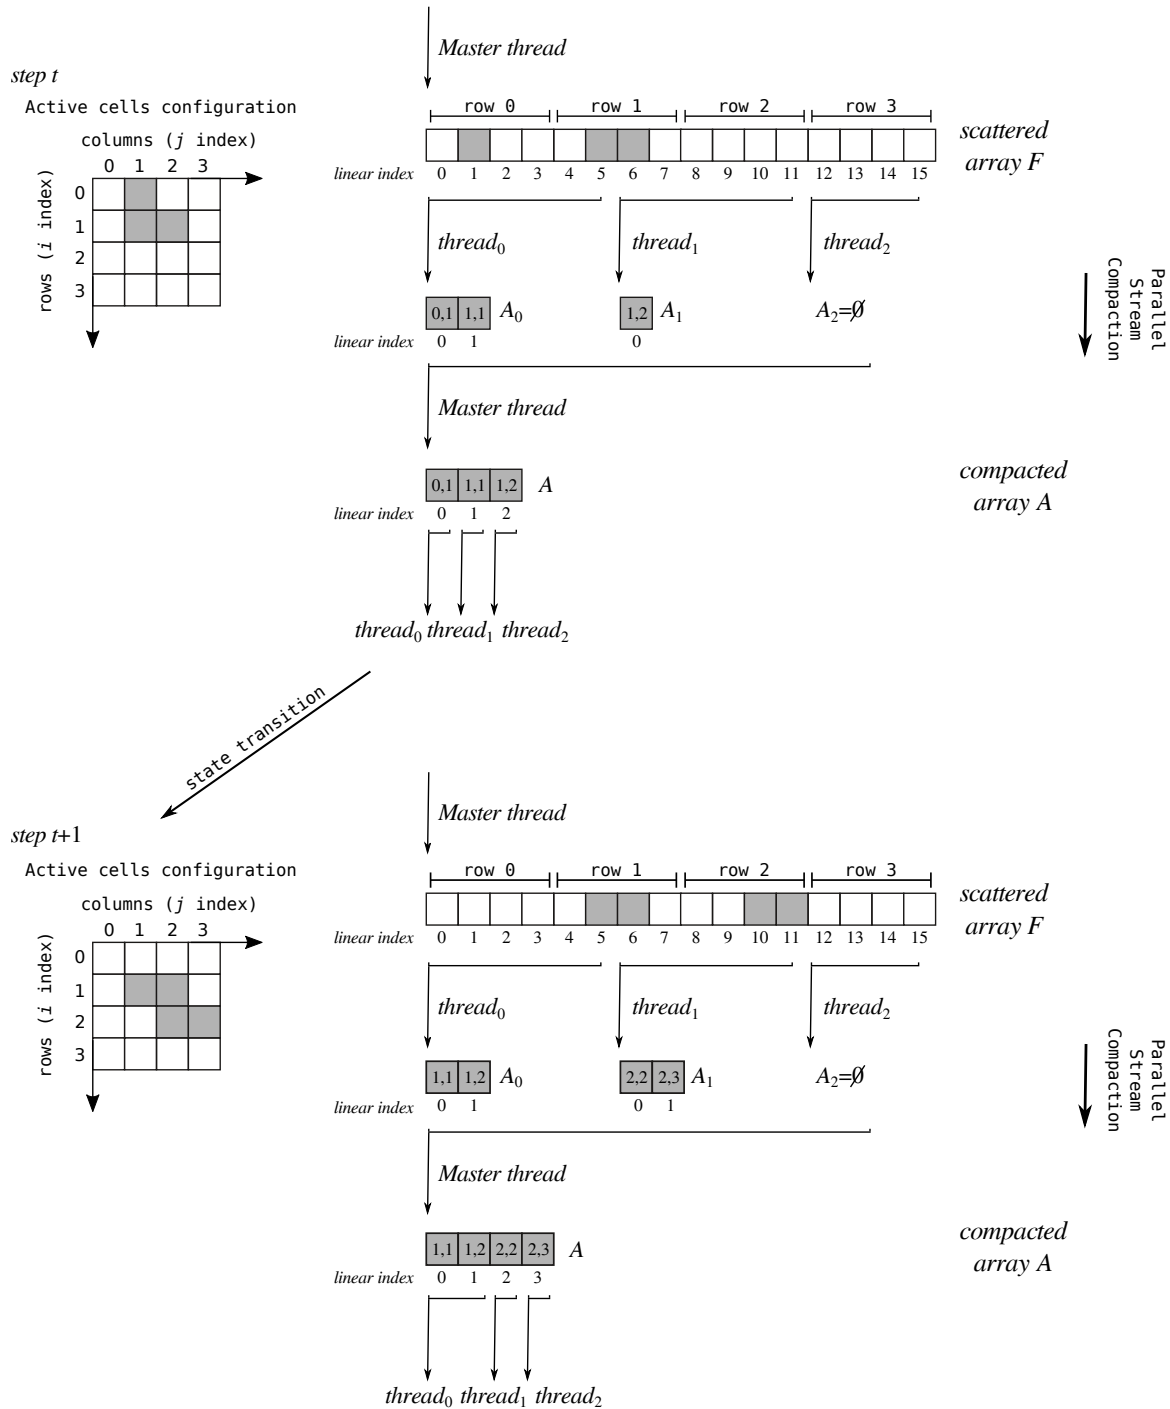 Master thread
step t
Active cells configuration
columns (j index)
0 1 2 3
rows (i index)
0
1
2
3
row 0 row 1 row 2 row 3
scattered
array F
linear index 0 1 2 3 4 5 6 7 8 9 10 11 12 13 14 15
thread0 thread1 thread2
0,1 1,1 A0 1,2 A1 A2=∅
linear index 0 1 0
Parallel
Stream
Compaction
Master thread
0,1 1,1 1,2 A
compacted
array A
linear index 0 1 2
thread0 thread1 thread2
state transition
Master thread
step t+1
Active cells configuration
columns (j index)
0 1 2 3
rows (i index)
0
1
2
3
row 0 row 1 row 2 row 3
scattered
array F
linear index 0 1 2 3 4 5 6 7 8 9 10 11 12 13 14 15
thread0 thread1 thread2
1,1 1,2 A0 2,2 2,3 A1 A2=∅
linear index 0 1 0 1
Parallel
Stream
Compaction
Master thread
1,1 1,2 2,2 2,3 A
compacted
array A
linear index 0 1 2 3
thread0 thread1 thread2